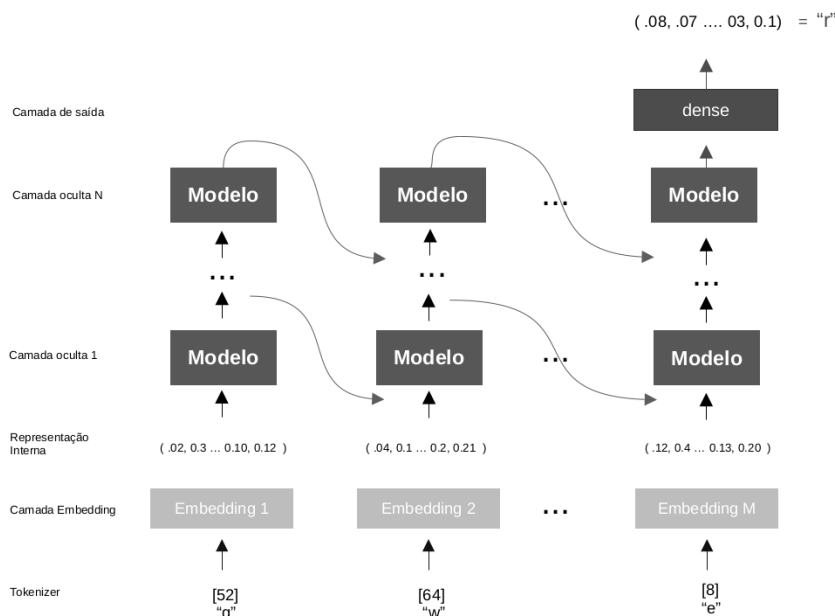 ( .08, .07 .... 03, 0.1) = “r”
Camada de saída
dense
Camada oculta N
Modelo
Modelo
...
Modelo
...
...
...
Camada oculta 1
Modelo
Modelo
...
Modelo
Representação
Interna
( .02, 0.3 ... 0.10, 0.12 )
( .04, 0.1 ... 0.2, 0.21 )
( .12, 0.4 ... 0.13, 0.20 )
Camada Embedding
Embedding 1
Embedding 2
...
Embedding M
Tokenizer
[52]
[64]
[8]
“q”
“w”
“e”